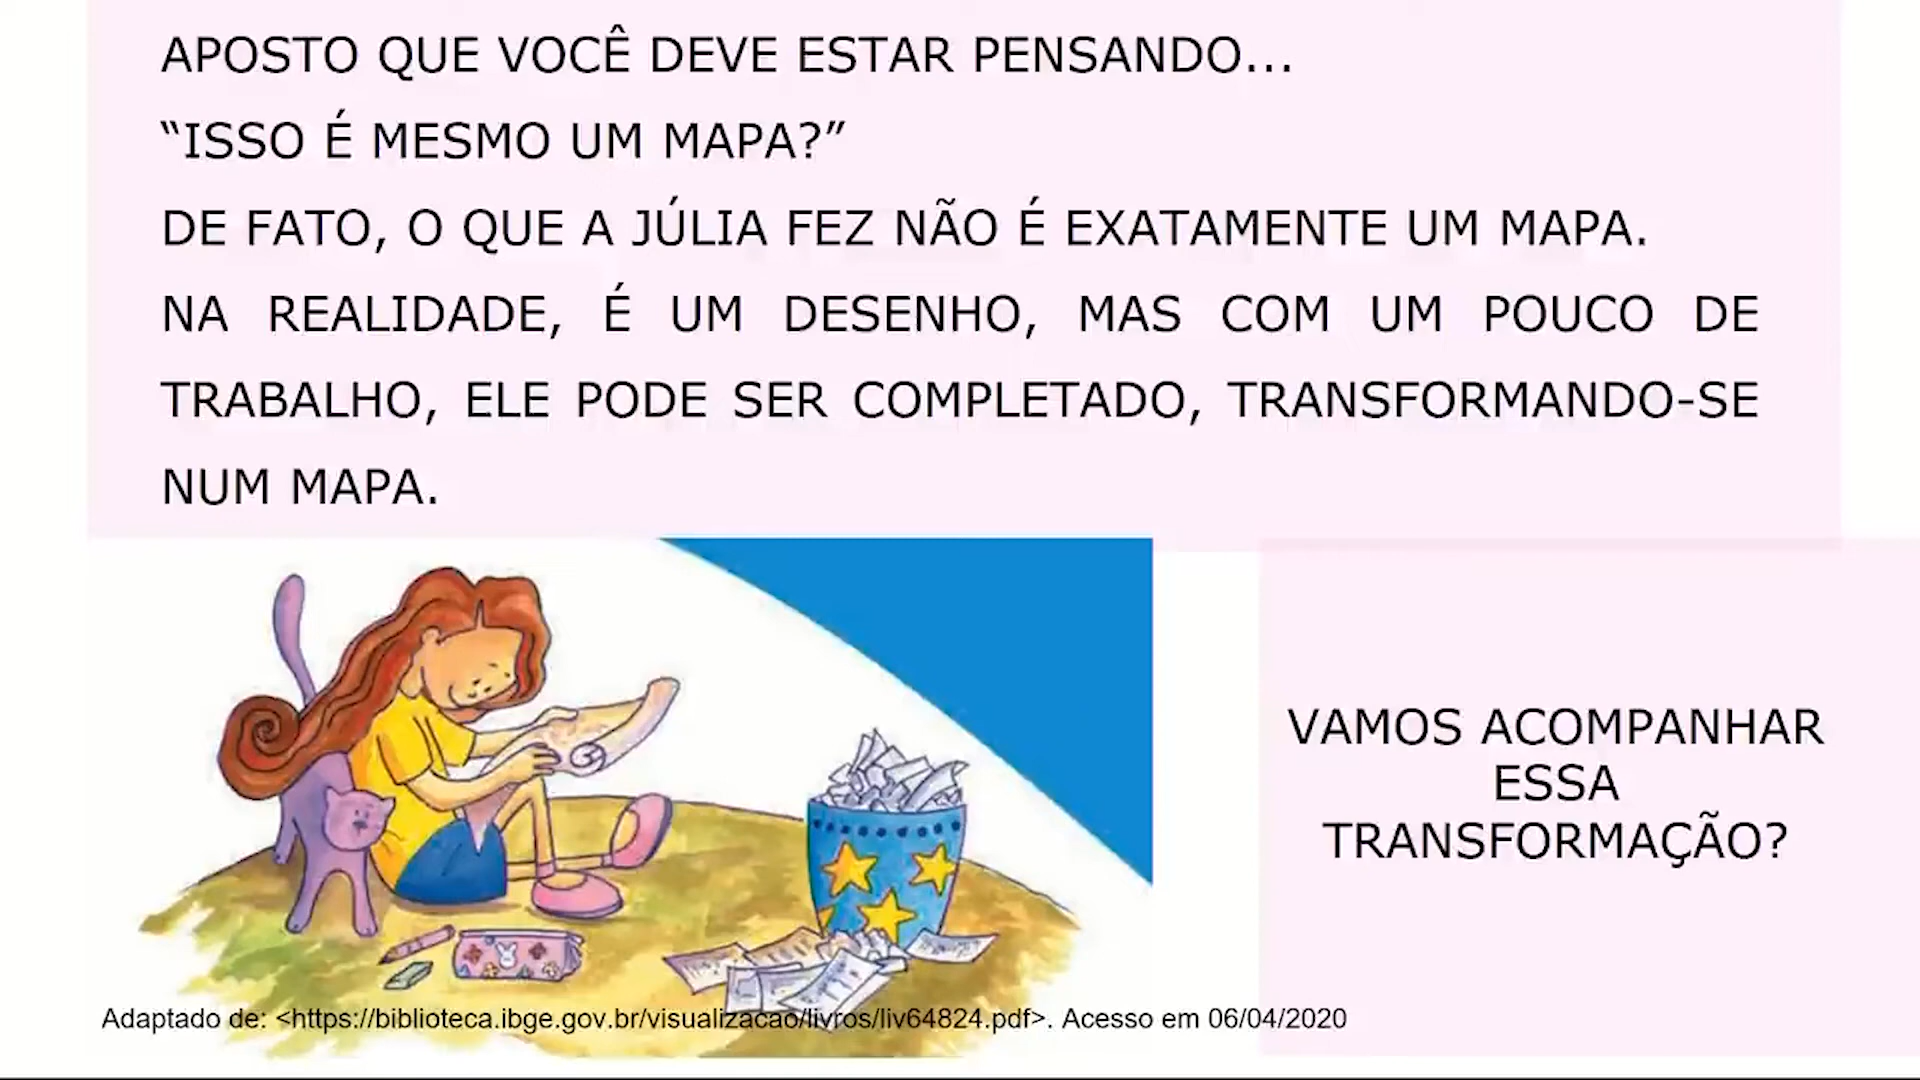 APOSTO QUE VOCÊ DEVE ESTAR PENSANDO...
“ISSO É MESMO UM MAPA?”
DE FATO, O QUE A JÚLIA FEZ NÃO É EXATAMENTE UM MAPA.
NA REALIDADE, É UM DESENHO, MAS COM UM POUCO DE
TRABALHO, ELE PODE SER COMPLETADO, TRANSFORMANDO-SE
NUM MAPA.
VAMOS ACOMPANHAR
ESSA
TRANSFORMAÇÃO?
Adaptado de: <https://biblioteca.ibge.gov.br/visualizacao/livros/liv64824.pdf>. Acesso em 06/04/2020